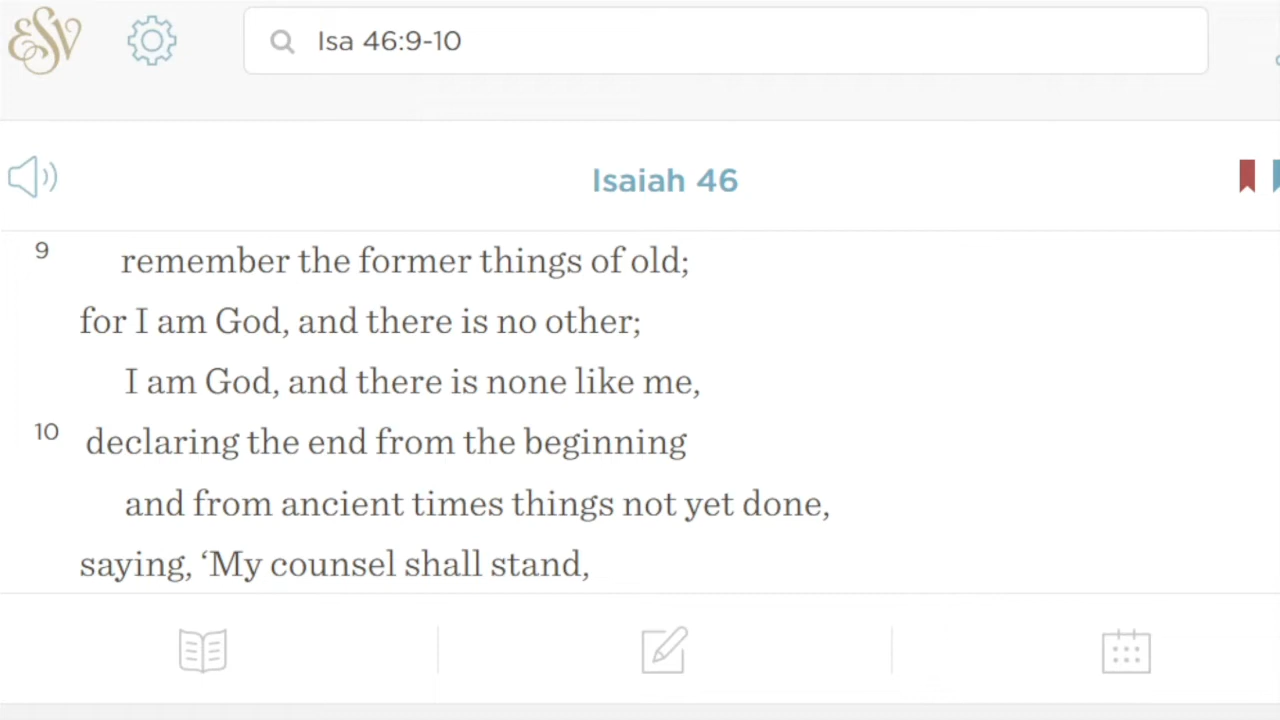 ESV
Isa 46:9-10
Isaiah 46
9 remember the former things of old;
for I am God, and there is no other;
I am God, and there is none like me,
10 declaring the end from the beginning
and from ancient times things not yet done,
saying, ‘My counsel shall stand,